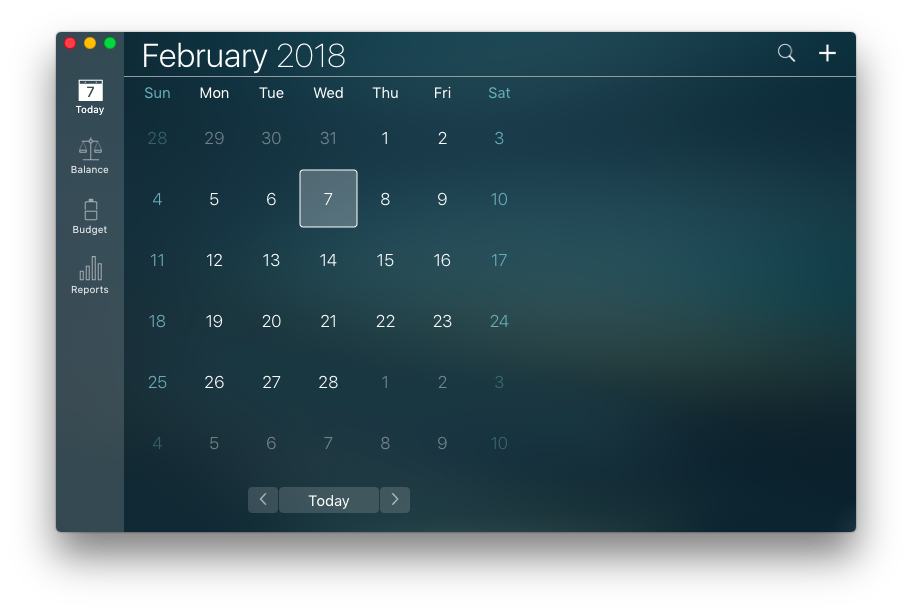 February 2018
7
Today
Balance
Budget
Reports
Sun Mon Tue Wed Thu Fri Sat
28 29 30 31 1 2 3
4 5 6 7 8 9 10
11 12 13 14 15 16 17
18 19 20 21 22 23 24
25 26 27 28 1 2 3
4 5 6 7 8 9 10
Today